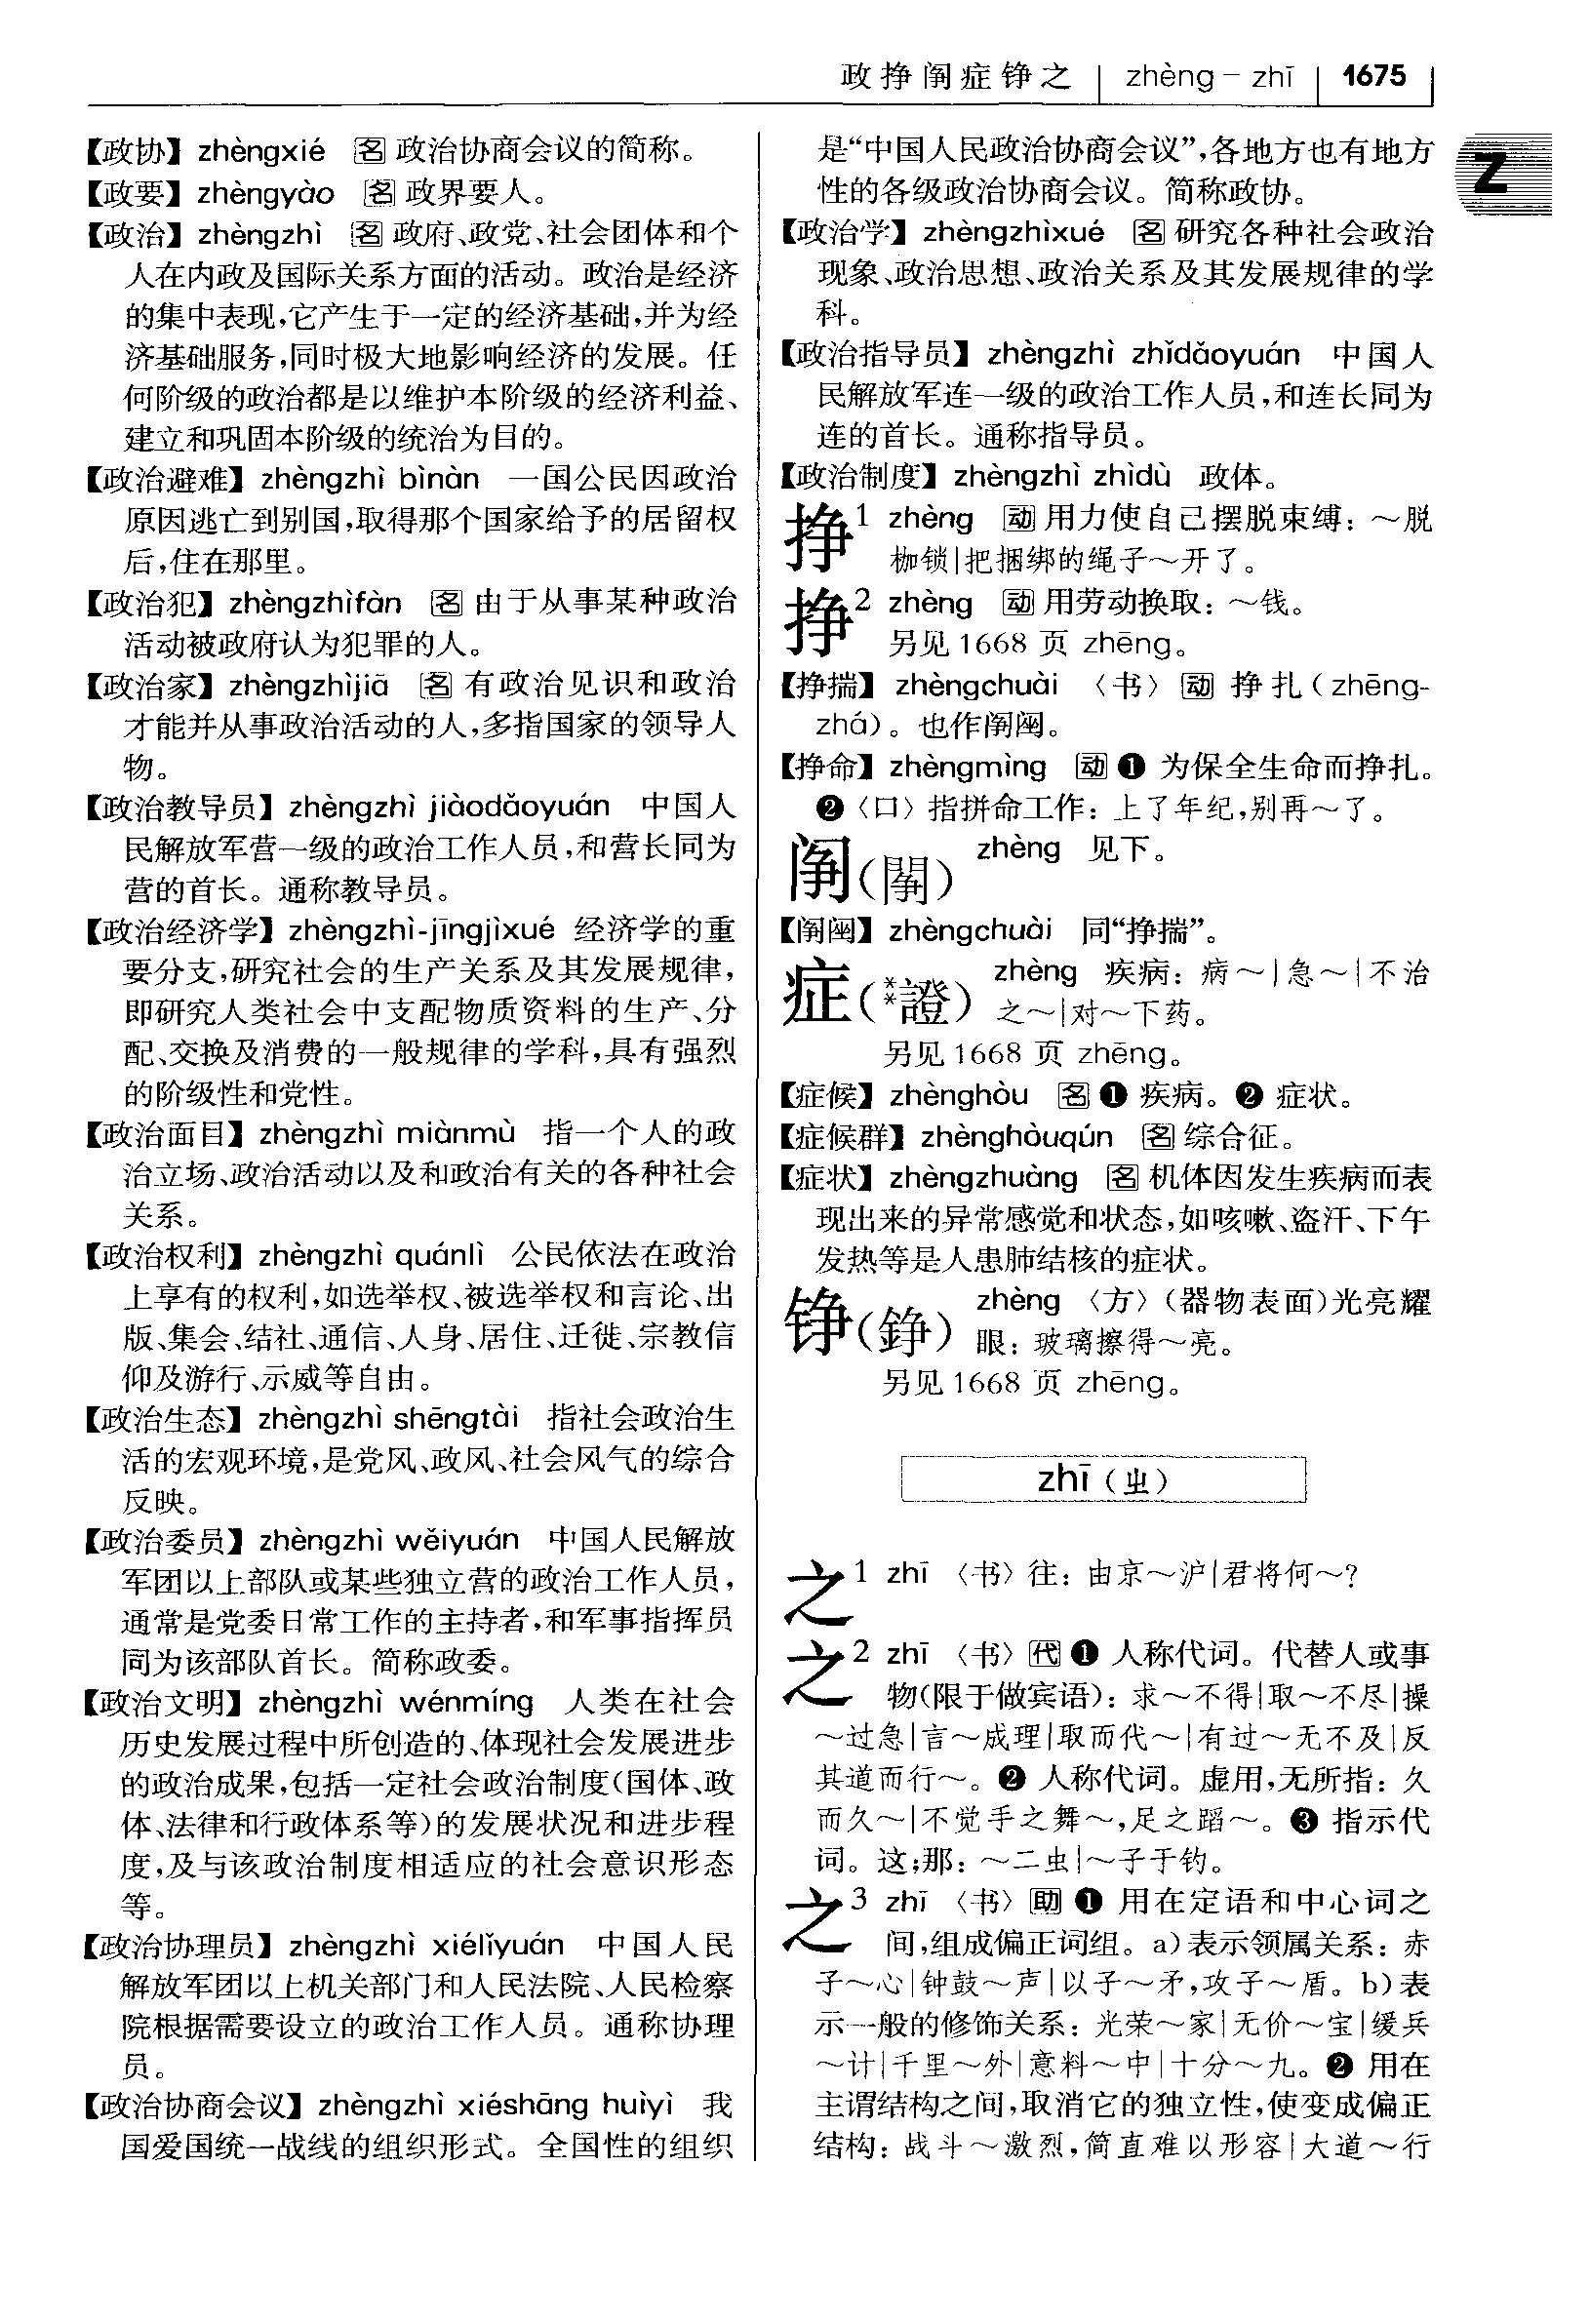 政挣阐症铮之 zhèng－zhī 1675
【政协】 zhèngxié 名 政治协商会议的简称。
【政要】 zhèngyào 名 政界要人。
【政治】 zhèngzhì 名 政府、政党、社会团体和个
人在内政及国际关系方面的活动。政治是经济
的集中表现,它产生于一定的经济基础,并为经
济基础服务,同时极大地影响经济的发展。任
何阶级的政治都是以维护本阶级的经济利益、
建立和巩固本阶级的统治为目的。
【政治避难】 zhèngzhì bìnàn 一国公民因政治
原因逃亡到别国,取得那个国家给予的居留权
后,住在那里。
【政治犯】 zhèngzhìfàn 名 由于从事某种政治
活动被政府认为犯罪的人。
【政治家】 zhèngzhìjiā 名 有政治见识和政治
才能并从事政治活动的人,多指国家的领导人
物。
【政治教导员】 zhèngzhì jiàodǎoyuán 中国人
民解放军营一级的政治工作人员,和营长同为
营的首长。通称教导员。
【政治经济学】 zhèngzhì-jīngjìxué 经济学的重
要分支,研究社会的生产关系及其发展规律,
即研究人类社会中支配物质资料的生产、分
配、交换及消费的一般规律的学科,具有强烈
的阶级性和党性。
【政治面目】 zhèngzhì miànmù 指一个人的政
治立场、政治活动以及和政治有关的各种社会
关系。
【政治权利】 zhèngzhì quánlì 公民依法在政治
上享有的权利,如选举权、被选举权和言论、出
版、集会、结社、通信、人身、居住、迁徙、宗教信
仰及游行、示威等自由。
【政治生态】 zhèngzhì shēngtài 指社会政治生
活的宏观环境,是党风、政风、社会风气的综合
反映。
【政治委员】 zhèngzhì wěiyuán 中国人民解放
军团以上部队或某些独立营的政治工作人员,
通常是党委日常工作的主持者,和军事指挥员
同为该部队首长。简称政委。
【政治文明】 zhèngzhì wénmíng 人类在社会
历史发展过程中所创造的、体现社会发展进步
的政治成果,包括一定社会政治制度(国体、政
体、法律和行政体系等)的发展状况和进步程
度,及与该政治制度相适应的社会意识形态
等。
【政治协理员】 zhèngzhì xiélǐyuán 中国人民
解放军团以上机关部门和人民法院、人民检察
院根据需要设立的政治工作人员。通称协理
员。
【政治协商会议】 zhèngzhì xiéshāng huìyì 我
国爱国统一战线的组织形式。全国性的组织
是“中国人民政治协商会议”,各地方也有地方
性的各级政治协商会议。简称政协。
【政治学】 zhèngzhìxué 名 研究各种社会政治
现象、政治思想、政治关系及其发展规律的学
科。
【政治指导员】 zhèngzhì zhǐdǎoyuán 中国人
民解放军连一级的政治工作人员,和连长同为
连的首长。通称指导员。
【政治制度】 zhèngzhì zhìdù 政体。
挣1 zhèng 动 用力使自己摆脱束缚：～脱
枷锁|把捆绑的绳子～开了。
挣2 zhèng 动 用劳动换取：～钱。
另见1668页 zhēng。
【挣揣】 zhèngchuài 〈书〉 动 挣扎(zhēng-
zhá)。也作䦛䦷。
【挣命】 zhèngmìng 动 ❶ 为保全生命而挣扎。
❷〈口〉指拼命工作：上了年纪,别再～了。
䦛(䦶) zhèng 见下。
【䦛䦷】 zhèngchuài 同“挣揣”。
症(**證) zhèng 疾病：病～|急～|不治
之～|对～下药。
另见1668页 zhēng。
【症候】 zhènghòu 名 ❶ 疾病。❷ 症状。
【症候群】 zhènghòuqún 名 综合征。
【症状】 zhèngzhuàng 名 机体因发生疾病而表
现出来的异常感觉和状态,如咳嗽、盗汗、下午
发热等是人患肺结核的症状。
铮(錚) zhèng 〈方〉(器物表面)光亮耀
眼：玻璃擦得～亮。
另见1668页 zhēng。
Z
zhī (ㄓ)
之1 zhī 〈书〉往：由京～沪|君将何～?
之2 zhī 〈书〉代 ❶ 人称代词。代替人或事
物(限于做宾语)：求～不得|取～不尽|操
～过急|言～成理|取而代～|有过～无不及|反
其道而行～。❷ 人称代词。虚用,无所指：久
而久～|不觉手之舞～,足之蹈～。❸ 指示代
词。这;那：～二虫|～子于钓。
之3 zhī 〈书〉助 ❶ 用在定语和中心词之
间,组成偏正词组。a)表示领属关系：赤
子～心|钟鼓～声|以子～矛,攻子～盾。b)表
示一般的修饰关系：光荣～家|无价～宝|缓兵
～计|千里～外|意料～中|十分～九。❷ 用在
主谓结构之间,取消它的独立性,使变成偏正
结构：战斗～激烈,简直难以形容|大道～行